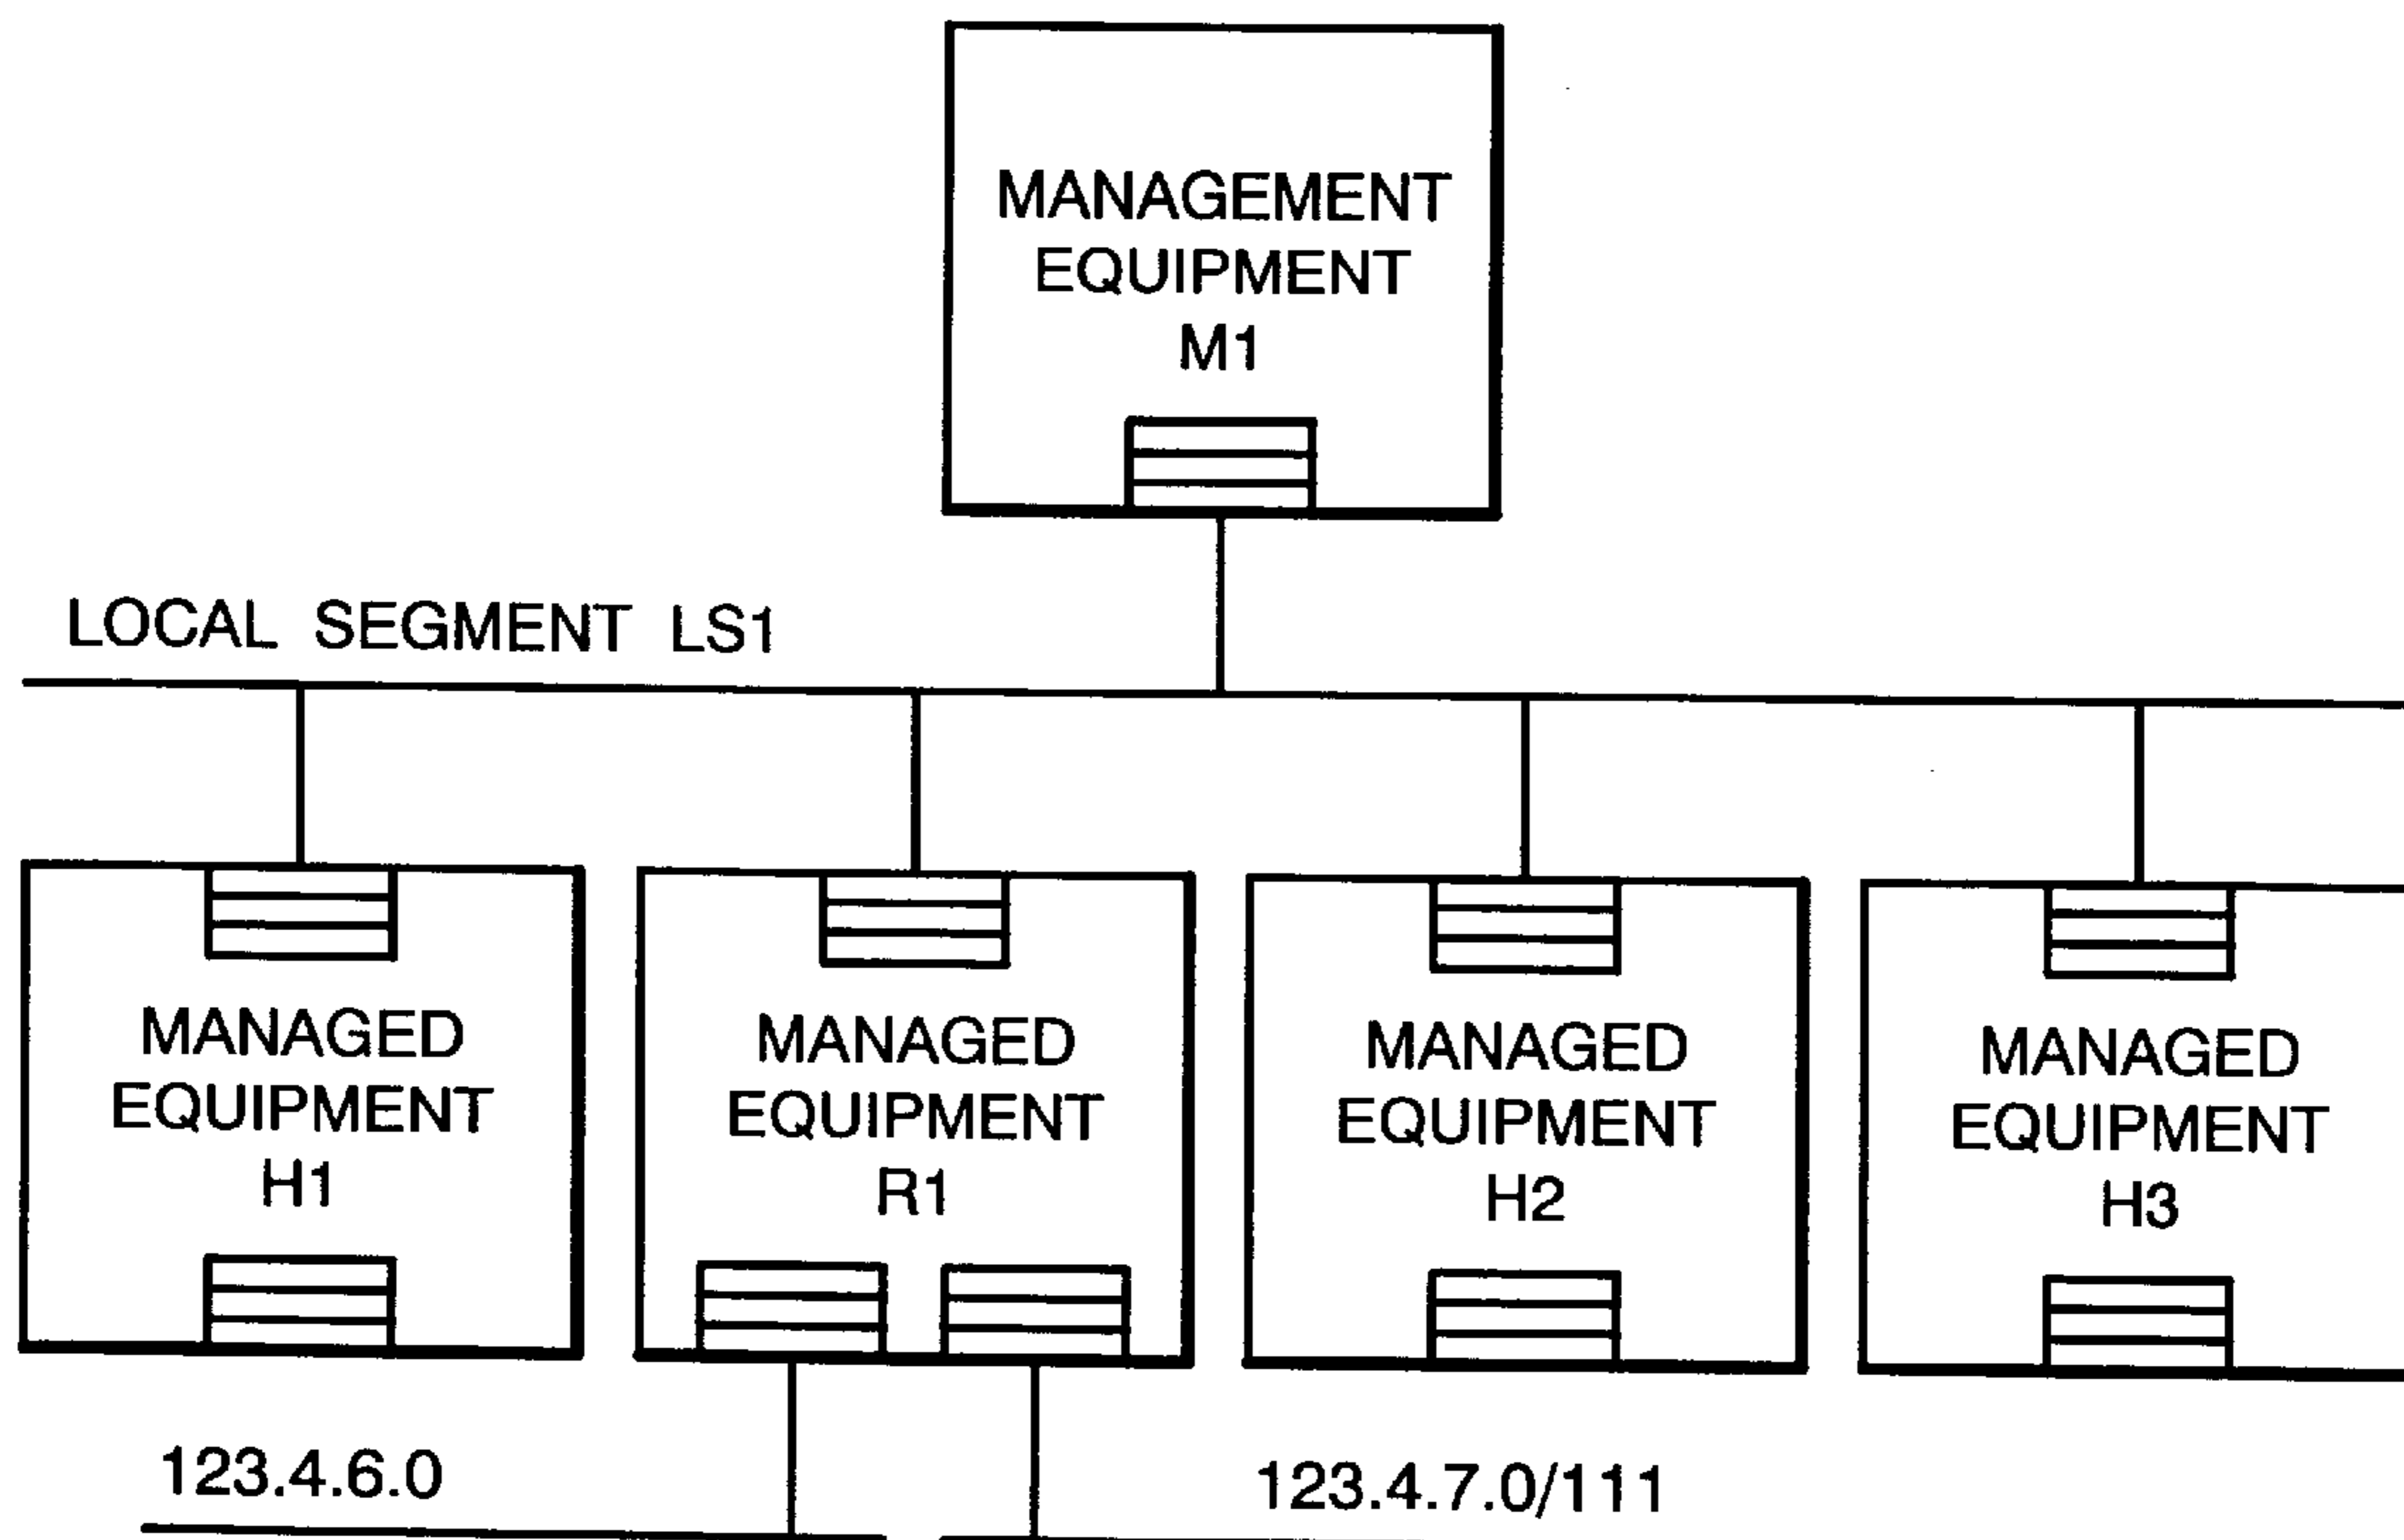 MANAGEMENT
EQUIPMENT
M1
LOCAL SEGMENT LS1
MANAGED
EQUIPMENT
H1
MANAGED
EQUIPMENT
R1
MANAGED
EQUIPMENT
H2
MANAGED
EQUIPMENT
H3
123.4.6.0
123.4.7.0/111